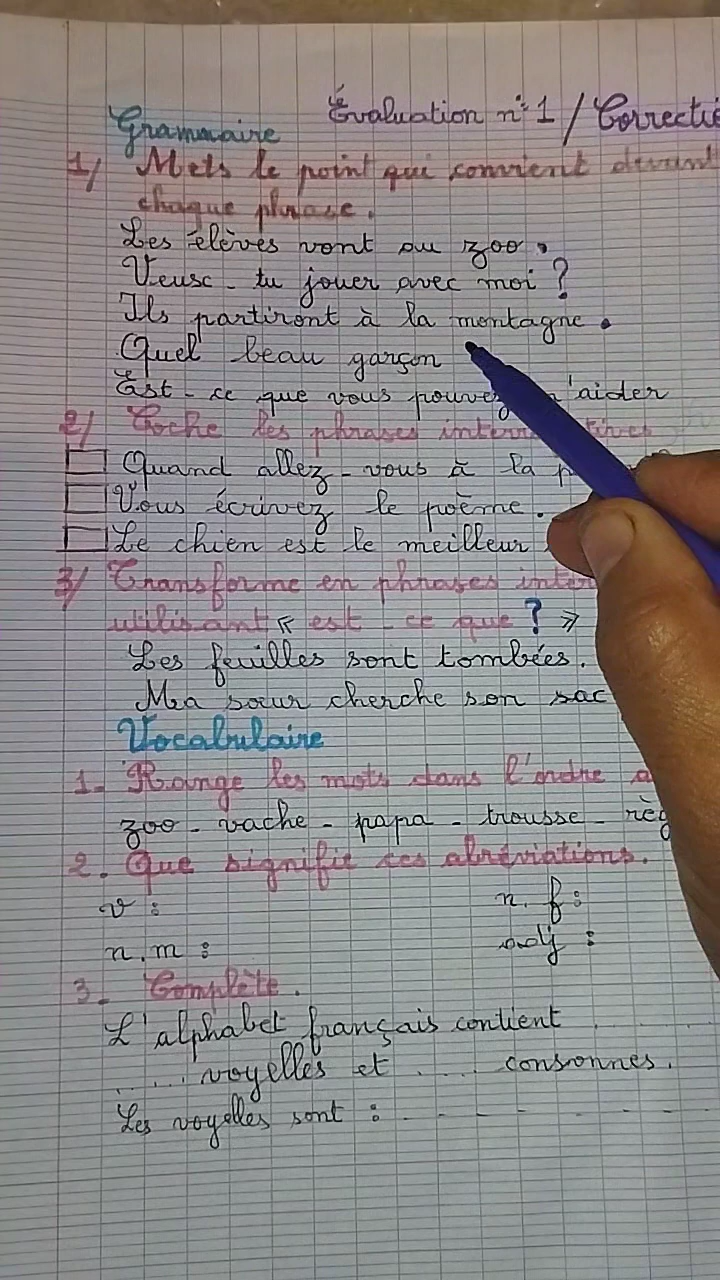 Évaluation n° 1 / Correcti
Grammaire
1/ Mets le point qui convient devant
chaque phrase.
Les élèves vont au zoo.
Veux-tu jouer avec moi ?
Ils partiront à la montagne.
Quel beau garçon
Est-ce que vous pouvez m'aider
2/ Coche les phrases interrogatives
Quand allez-vous à la
Vous écrivez le poème.
Le chien est le meilleur
3/ Transforme en phrases inter
utilisant « est-ce que ? »
Les feuilles sont tombées.
Ma sœur cherche son sac
Vocabulaire
1. Range les mots dans l'ordre a
zoo - vache - papa - trousse - règ
2. Que signifie ces abréviations.
v :
n.f :
n.m :
adj :
3. Complète.
L'alphabet français contient .....
..... voyelles et .... consonnes.
Les voyelles sont : - - - - - -